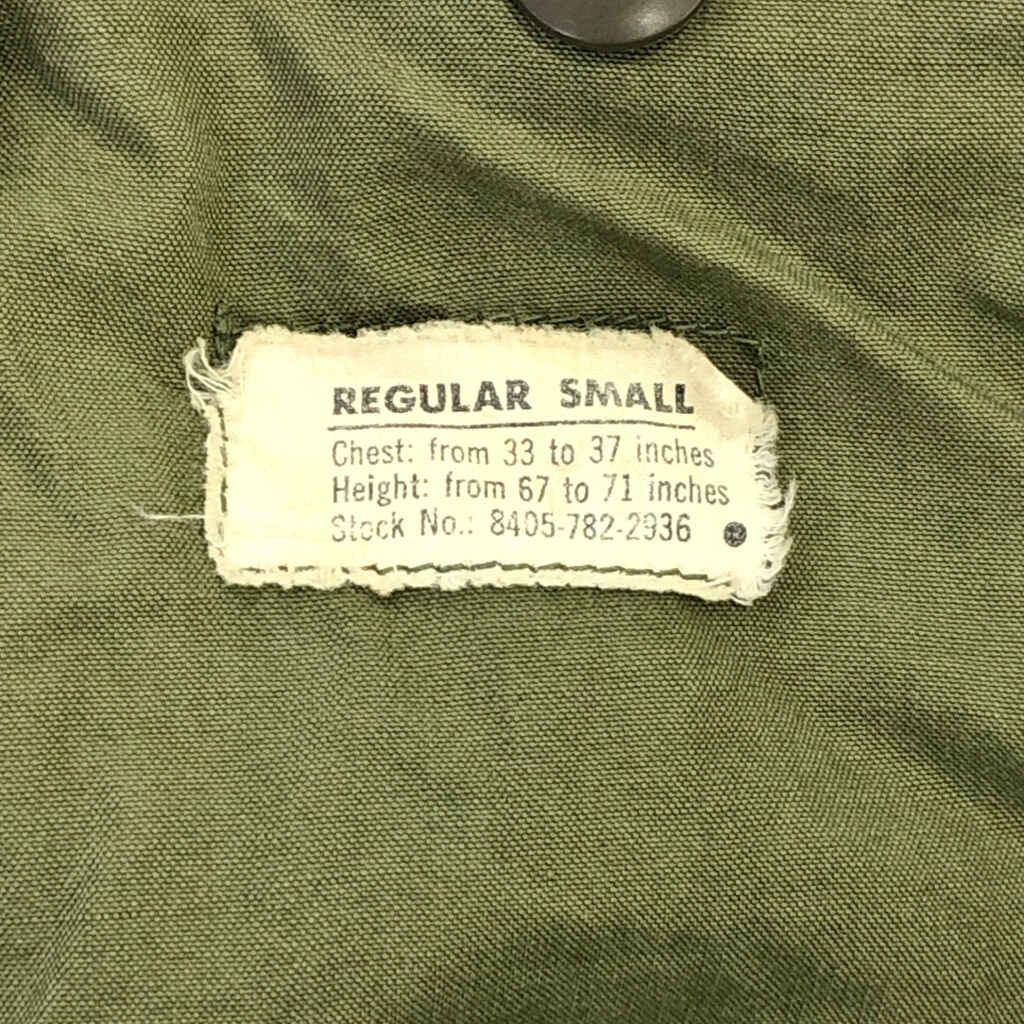 REGULAR SMALL
Chest: from 33 to 37 inches
Height: from 67 to 71 inches
Stock No.: 8405-782-2936